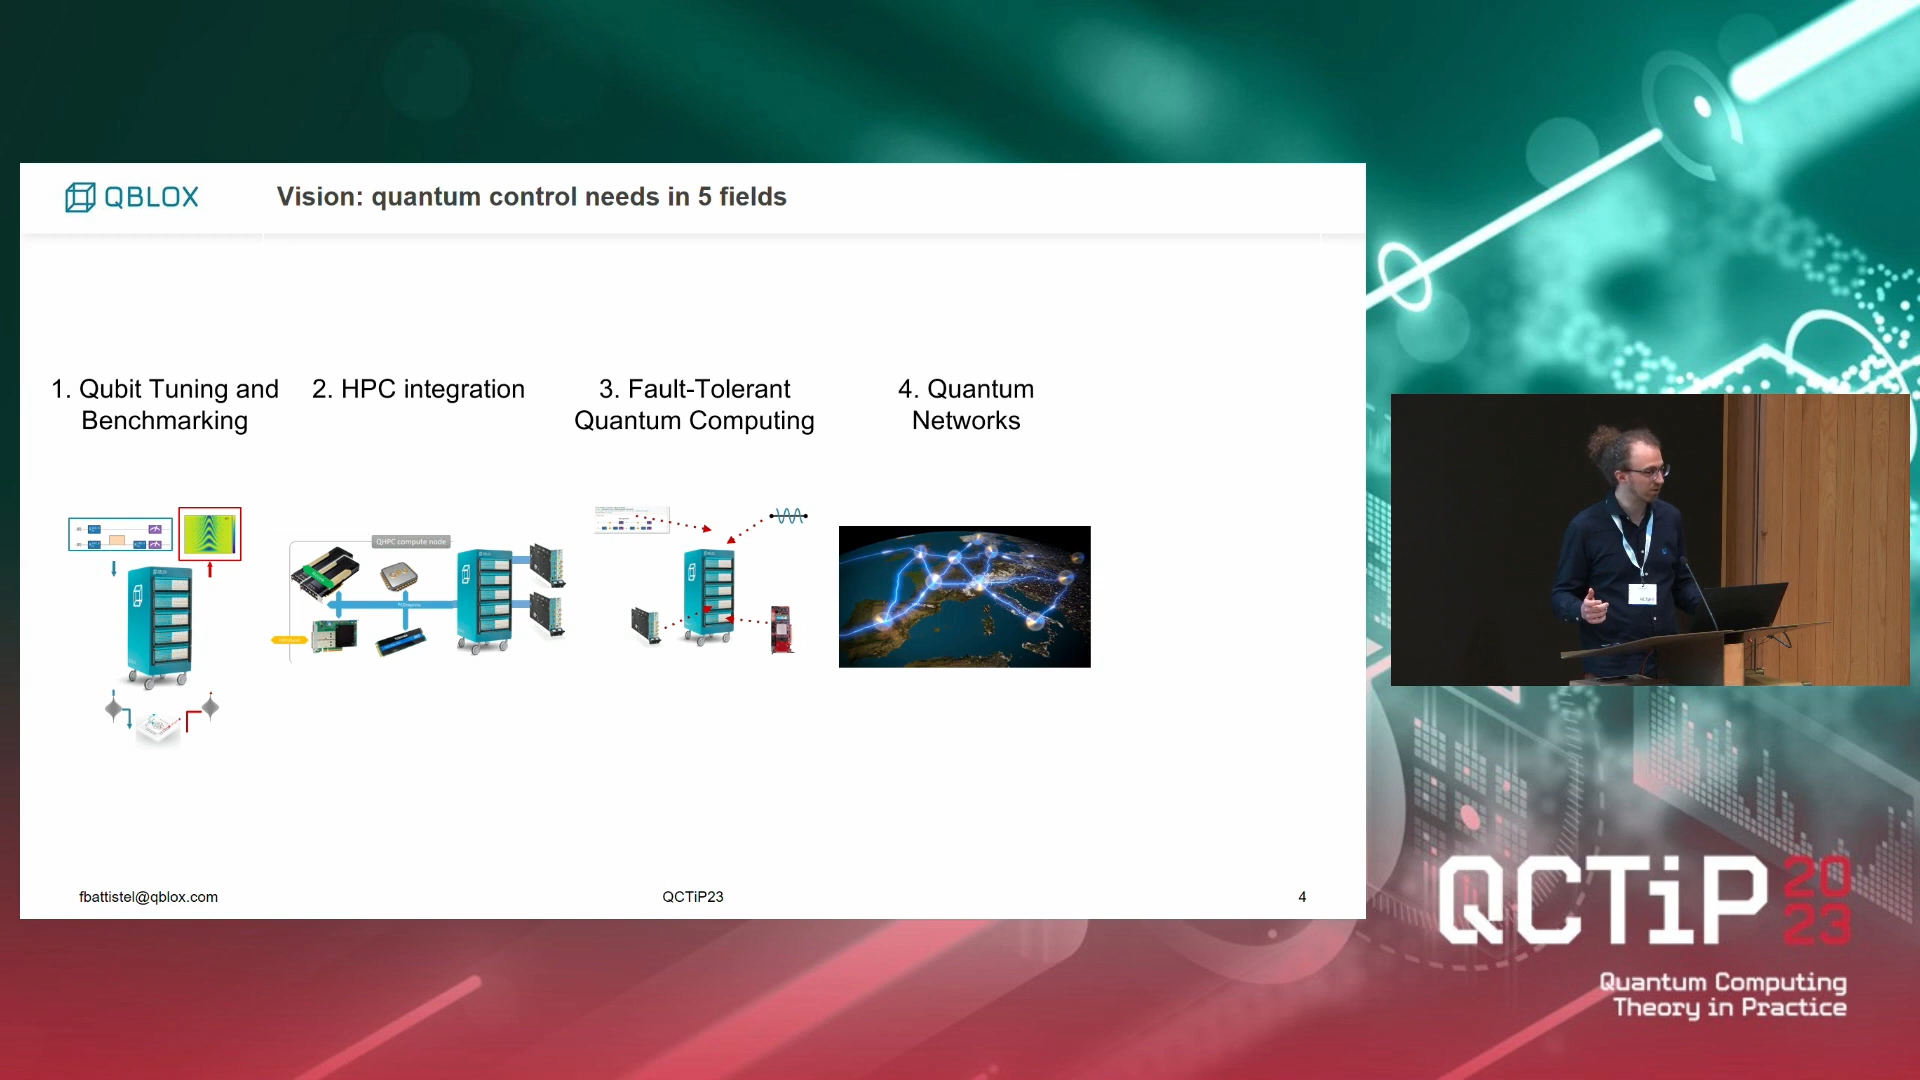 QBLOX
Vision: quantum control needs in 5 fields
1. Qubit Tuning and
Benchmarking
2. HPC integration
3. Fault-Tolerant
Quantum Computing
4. Quantum
Networks
QHPC compute node
fbattistel@qblox.com
QCTiP23
4
QCTiP 20
23
Quantum Computing
Theory in Practice